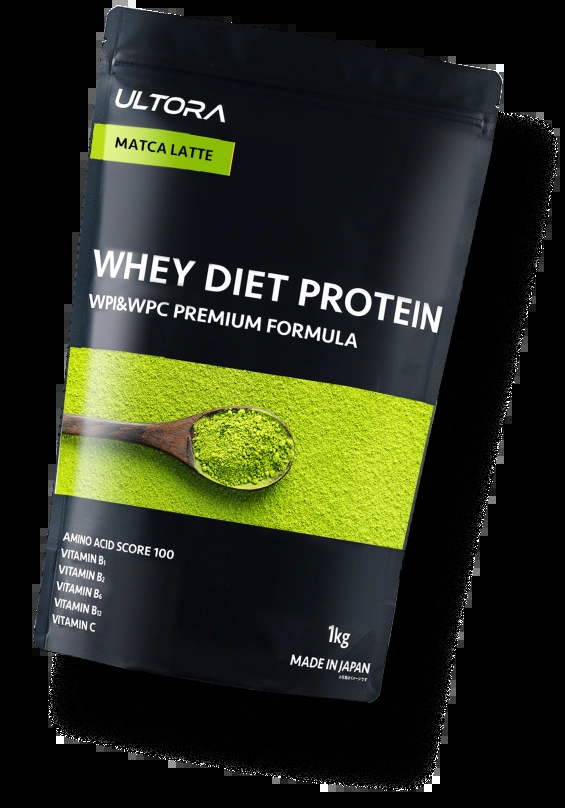 ULTORA
MATCA LATTE
WHEY DIET PROTEIN
WPI&WPC PREMIUM FORMULA
AMINO ACID SCORE 100
VITAMIN B₁
VITAMIN B₂
VITAMIN B₆
VITAMIN B₁₂
VITAMIN C
1kg
MADE IN JAPAN